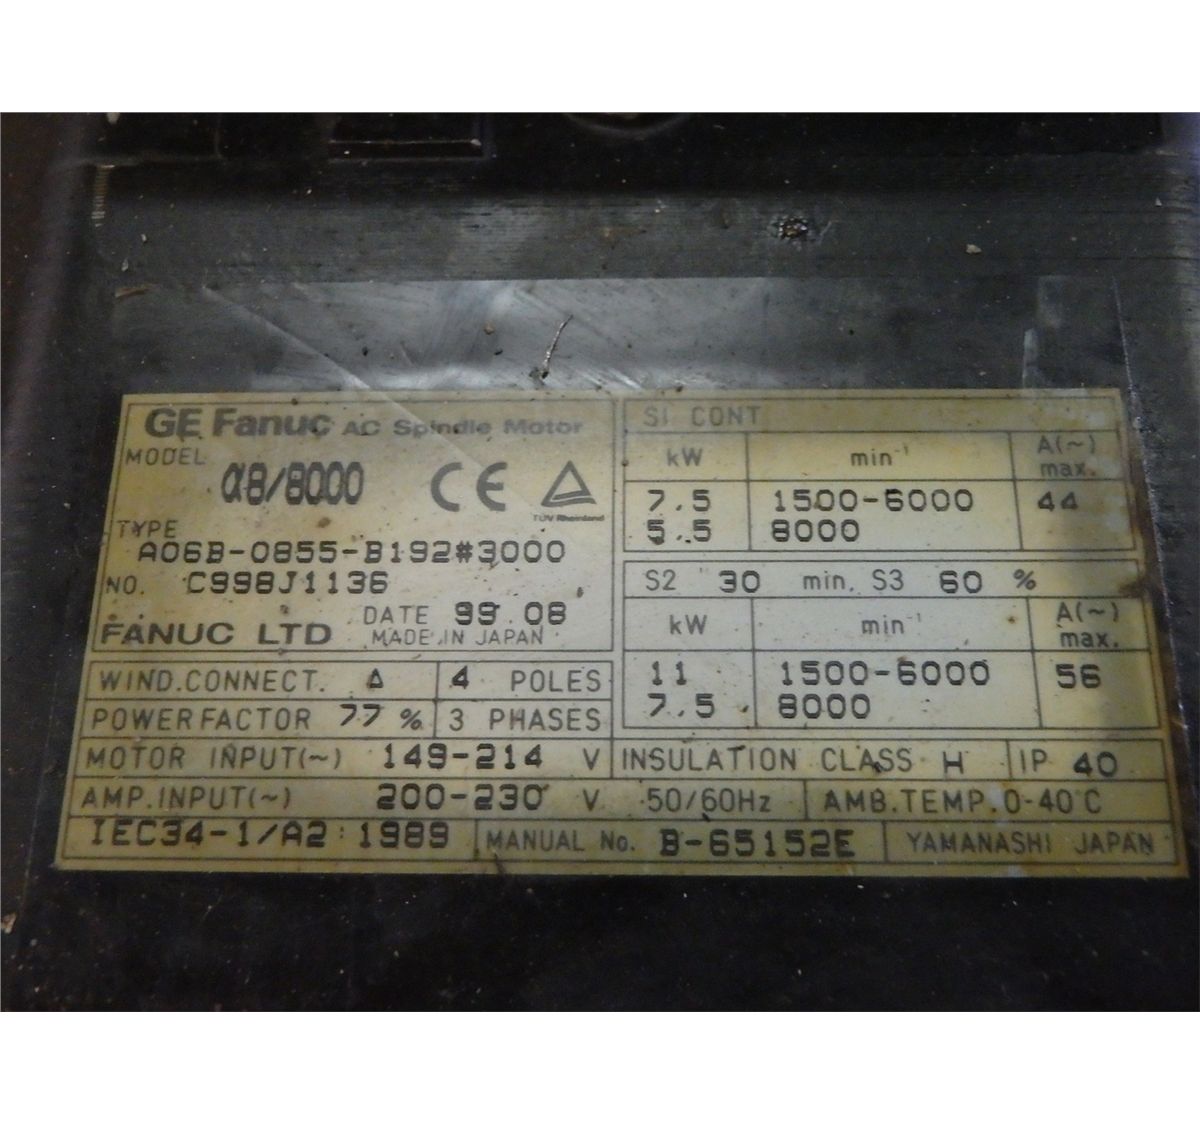 GE Fanuc AC Spindle Motor
MODEL
α8/8000 CE
TÜV Rheinland
TYPE
A06B-0855-B192#3000
NO. C998J1136
DATE 99.08
FANUC LTD MADE IN JAPAN
S1 CONT
kW min⁻¹ A(~) max.
7.5 1500-6000 44
5.5 8000
S2 30 min. S3 60 %
kW min⁻¹ A(~) max.
11 1500-6000 56
7.5 8000
WIND.CONNECT. Δ 4 POLES
POWER FACTOR 77 % 3 PHASES
MOTOR INPUT(~) 149-214 V INSULATION CLASS H IP 40
AMP.INPUT(~) 200-230 V 50/60Hz AMB.TEMP.0-40°C
IEC34-1/A2:1989 MANUAL No. B-65152E YAMANASHI JAPAN